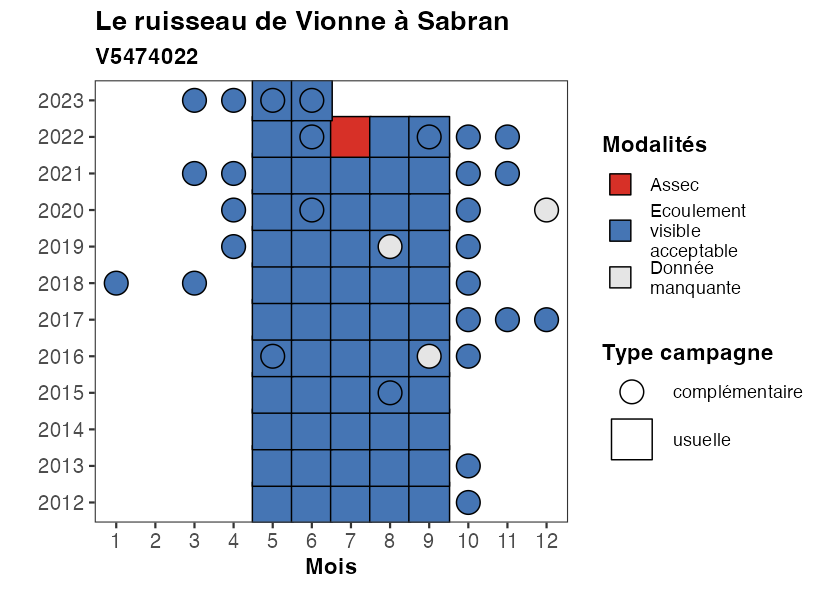 Le ruisseau de Vionne à Sabran
V5474022
2023
2022
2021
2020
2019
2018
2017
2016
2015
2014
2013
2012
1 2 3 4 5 6 7 8 9 10 11 12
Mois
Modalités
Assec
Ecoulement
visible
acceptable
Donnée
manquante
Type campagne
complémentaire
usuelle